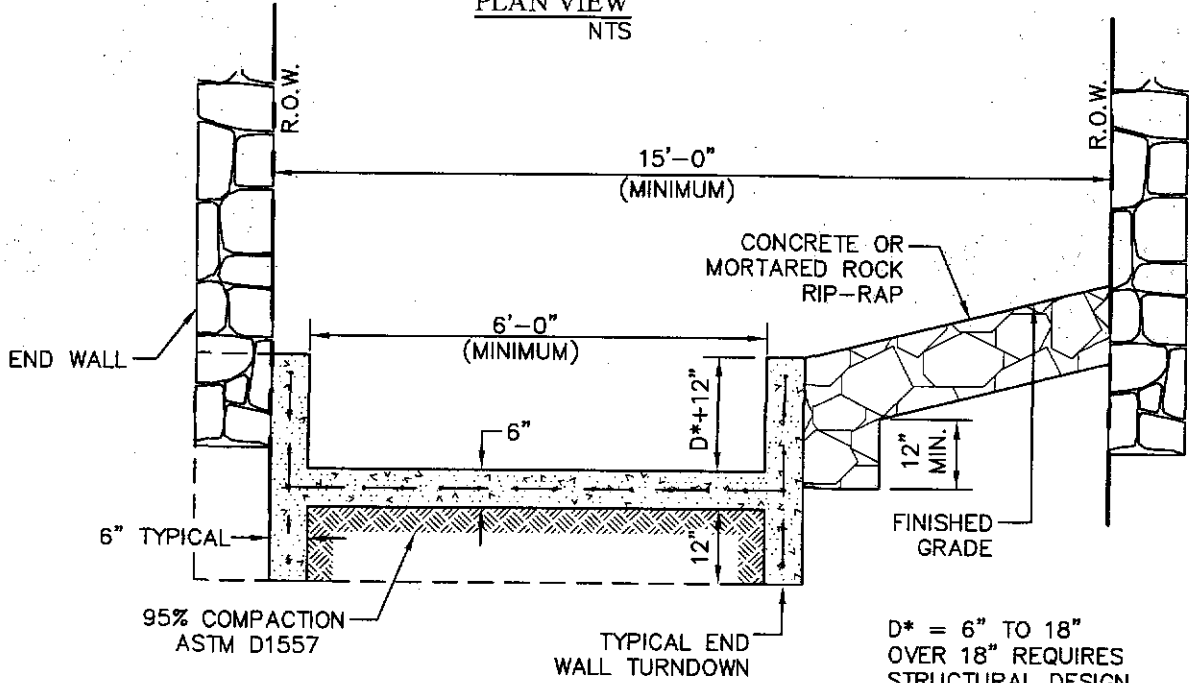 PLAN VIEW
NTS
R.O.W.
R.O.W.
15'-0"
(MINIMUM)
CONCRETE OR
MORTARED ROCK
RIP-RAP
6'-0"
(MINIMUM)
END WALL
D*+12"
6"
12"
MIN.
6" TYPICAL
12"
FINISHED
GRADE
95% COMPACTION
ASTM D1557
TYPICAL END
WALL TURNDOWN
D* = 6" TO 18"
OVER 18" REQUIRES
STRUCTURAL DESIGN